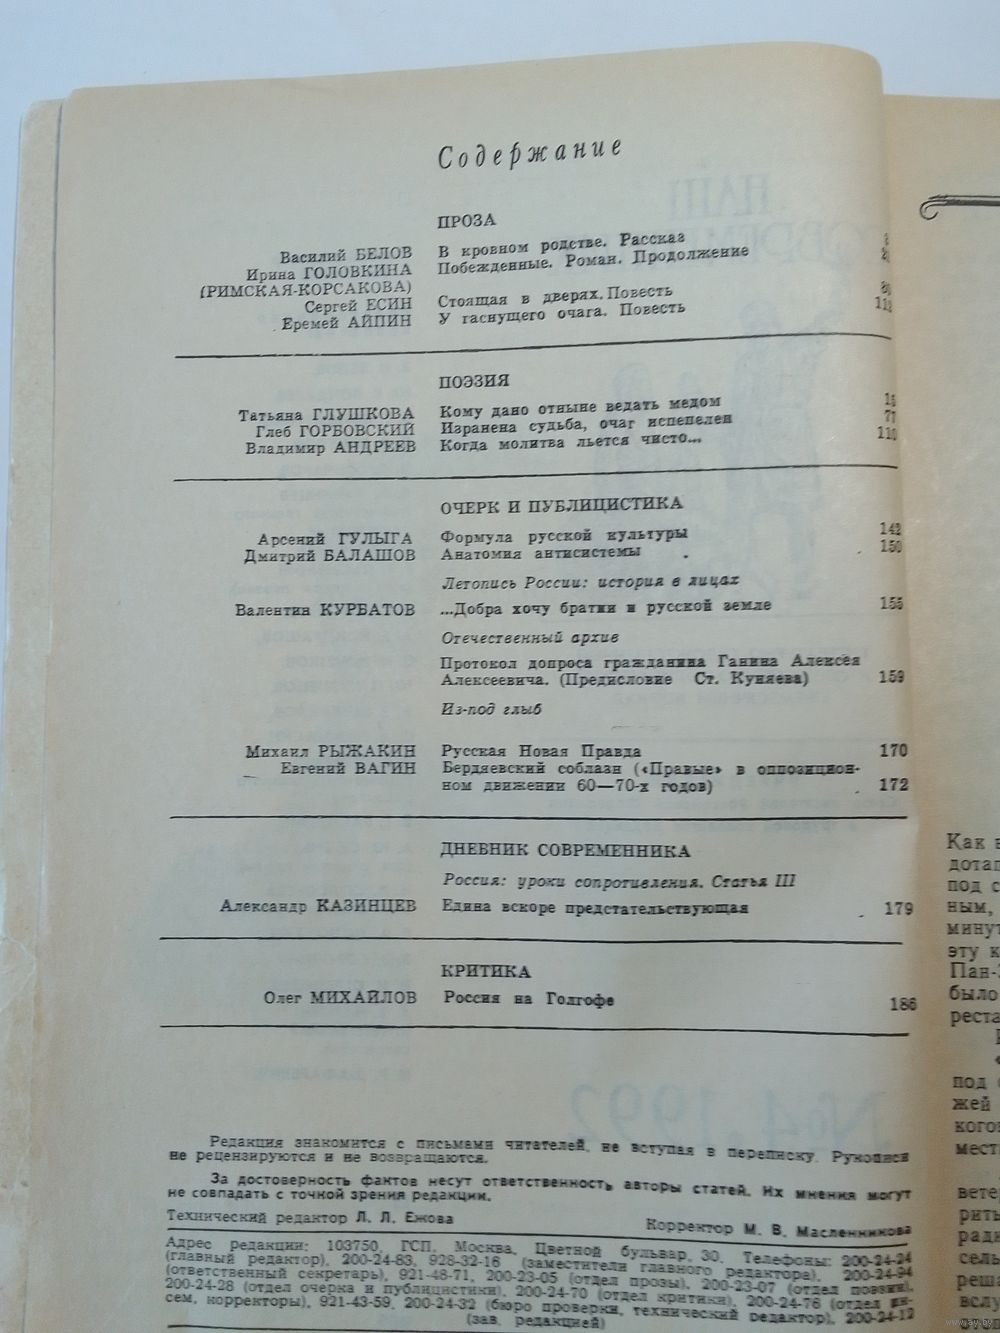 Содержание
ПРОЗА
Василий БЕЛОВ В кровном родстве. Рассказ
Ирина ГОЛОВКИНА Побежденные. Роман. Продолжение
(РИМСКАЯ-КОРСАКОВА)
Сергей ЕСИН Стоящая в дверях. Повесть
Еремей АЙПИН У гаснущего очага. Повесть 112
ПОЭЗИЯ
Татьяна ГЛУШКОВА Кому дано отныне ведать медом
Глеб ГОРБОВСКИЙ Изранена судьба, очаг испепелен 77
Владимир АНДРЕЕВ Когда молитва льется чисто... 110
ОЧЕРК И ПУБЛИЦИСТИКА
Арсений ГУЛЫГА Формула русской культуры 142
Дмитрий БАЛАШОВ Анатомия антисистемы 150
Летопись России: история в лицах
Валентин КУРБАТОВ ...Добра хочу братии и русской земле 155
Отечественный архив
Протокол допроса гражданина Ганина Алексея
Алексеевича. (Предисловие Ст. Куняева) 159
Из-под глыб
Михаил РЫЖАКИН Русская Новая Правда 170
Евгений ВАГИН Бердяевский соблазн («Правые» в оппозицион-
ном движении 60—70-х годов) 172
ДНЕВНИК СОВРЕМЕННИКА
Россия: уроки сопротивления. Статья III
Александр КАЗИНЦЕВ Едина вскоре предстательствующая 179
КРИТИКА
Олег МИХАЙЛОВ Россия на Голгофе 186
№4 1992
Редакция знакомится с письмами читателей, не вступая в переписку. Рукописи
не рецензируются и не возвращаются.
За достоверность фактов несут ответственность авторы статей. Их мнения могут
не совпадать с точкой зрения редакции.
Технический редактор Л. Л. Ежова Корректор М. В. Масленникова
Адрес редакции: 103750, ГСП, Москва, Цветной бульвар, 30. Телефоны: 200-24-24
(главный редактор), 200-24-83, 928-32-16 (заместители главного редактора), 200-24-94
(ответственный секретарь), 921-48-71, 200-23-05 (отдел прозы), 200-23-07 (отдел поэзии),
200-24-28 (отдел очерка и публицистики), 200-24-70 (отдел критики), 200-24-76 (отдел пи-
сем, корректоры), 921-43-59, 200-24-32 (бюро проверки, технический редактор), 200-24-12
(зав. редакцией)
Как
под
ным,
эту
Пан-
было
под
жей
www.ay.by